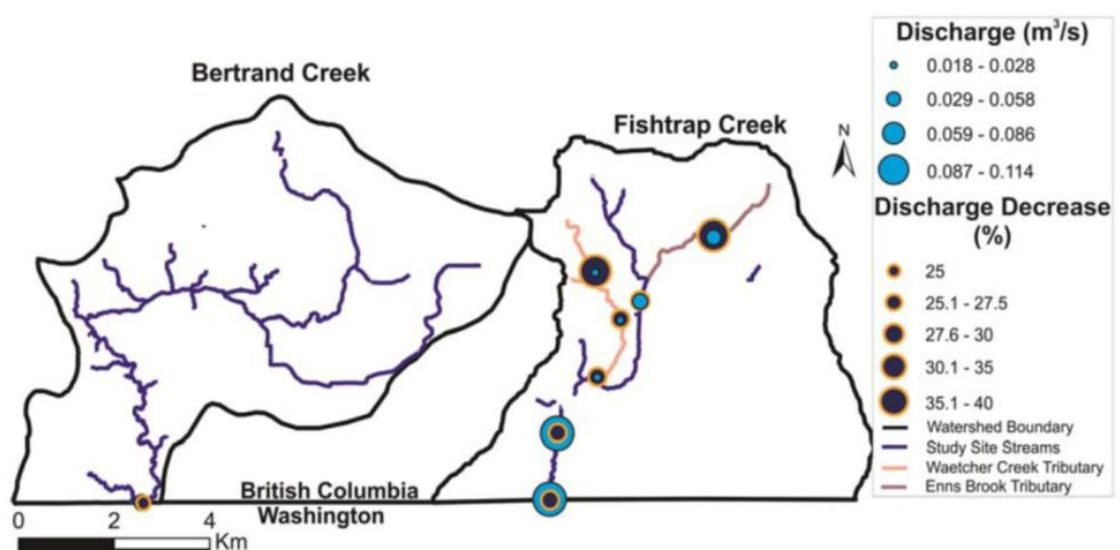 Bertrand Creek
Fishtrap Creek
N
British Columbia
Washington
0 2 4
Km
Discharge (m³/s)
0.018 - 0.028
0.029 - 0.058
0.059 - 0.086
0.087 - 0.114
Discharge Decrease
(%)
25
25.1 - 27.5
27.6 - 30
30.1 - 35
35.1 - 40
Watershed Boundary
Study Site Streams
Waetcher Creek Tributary
Enns Brook Tributary